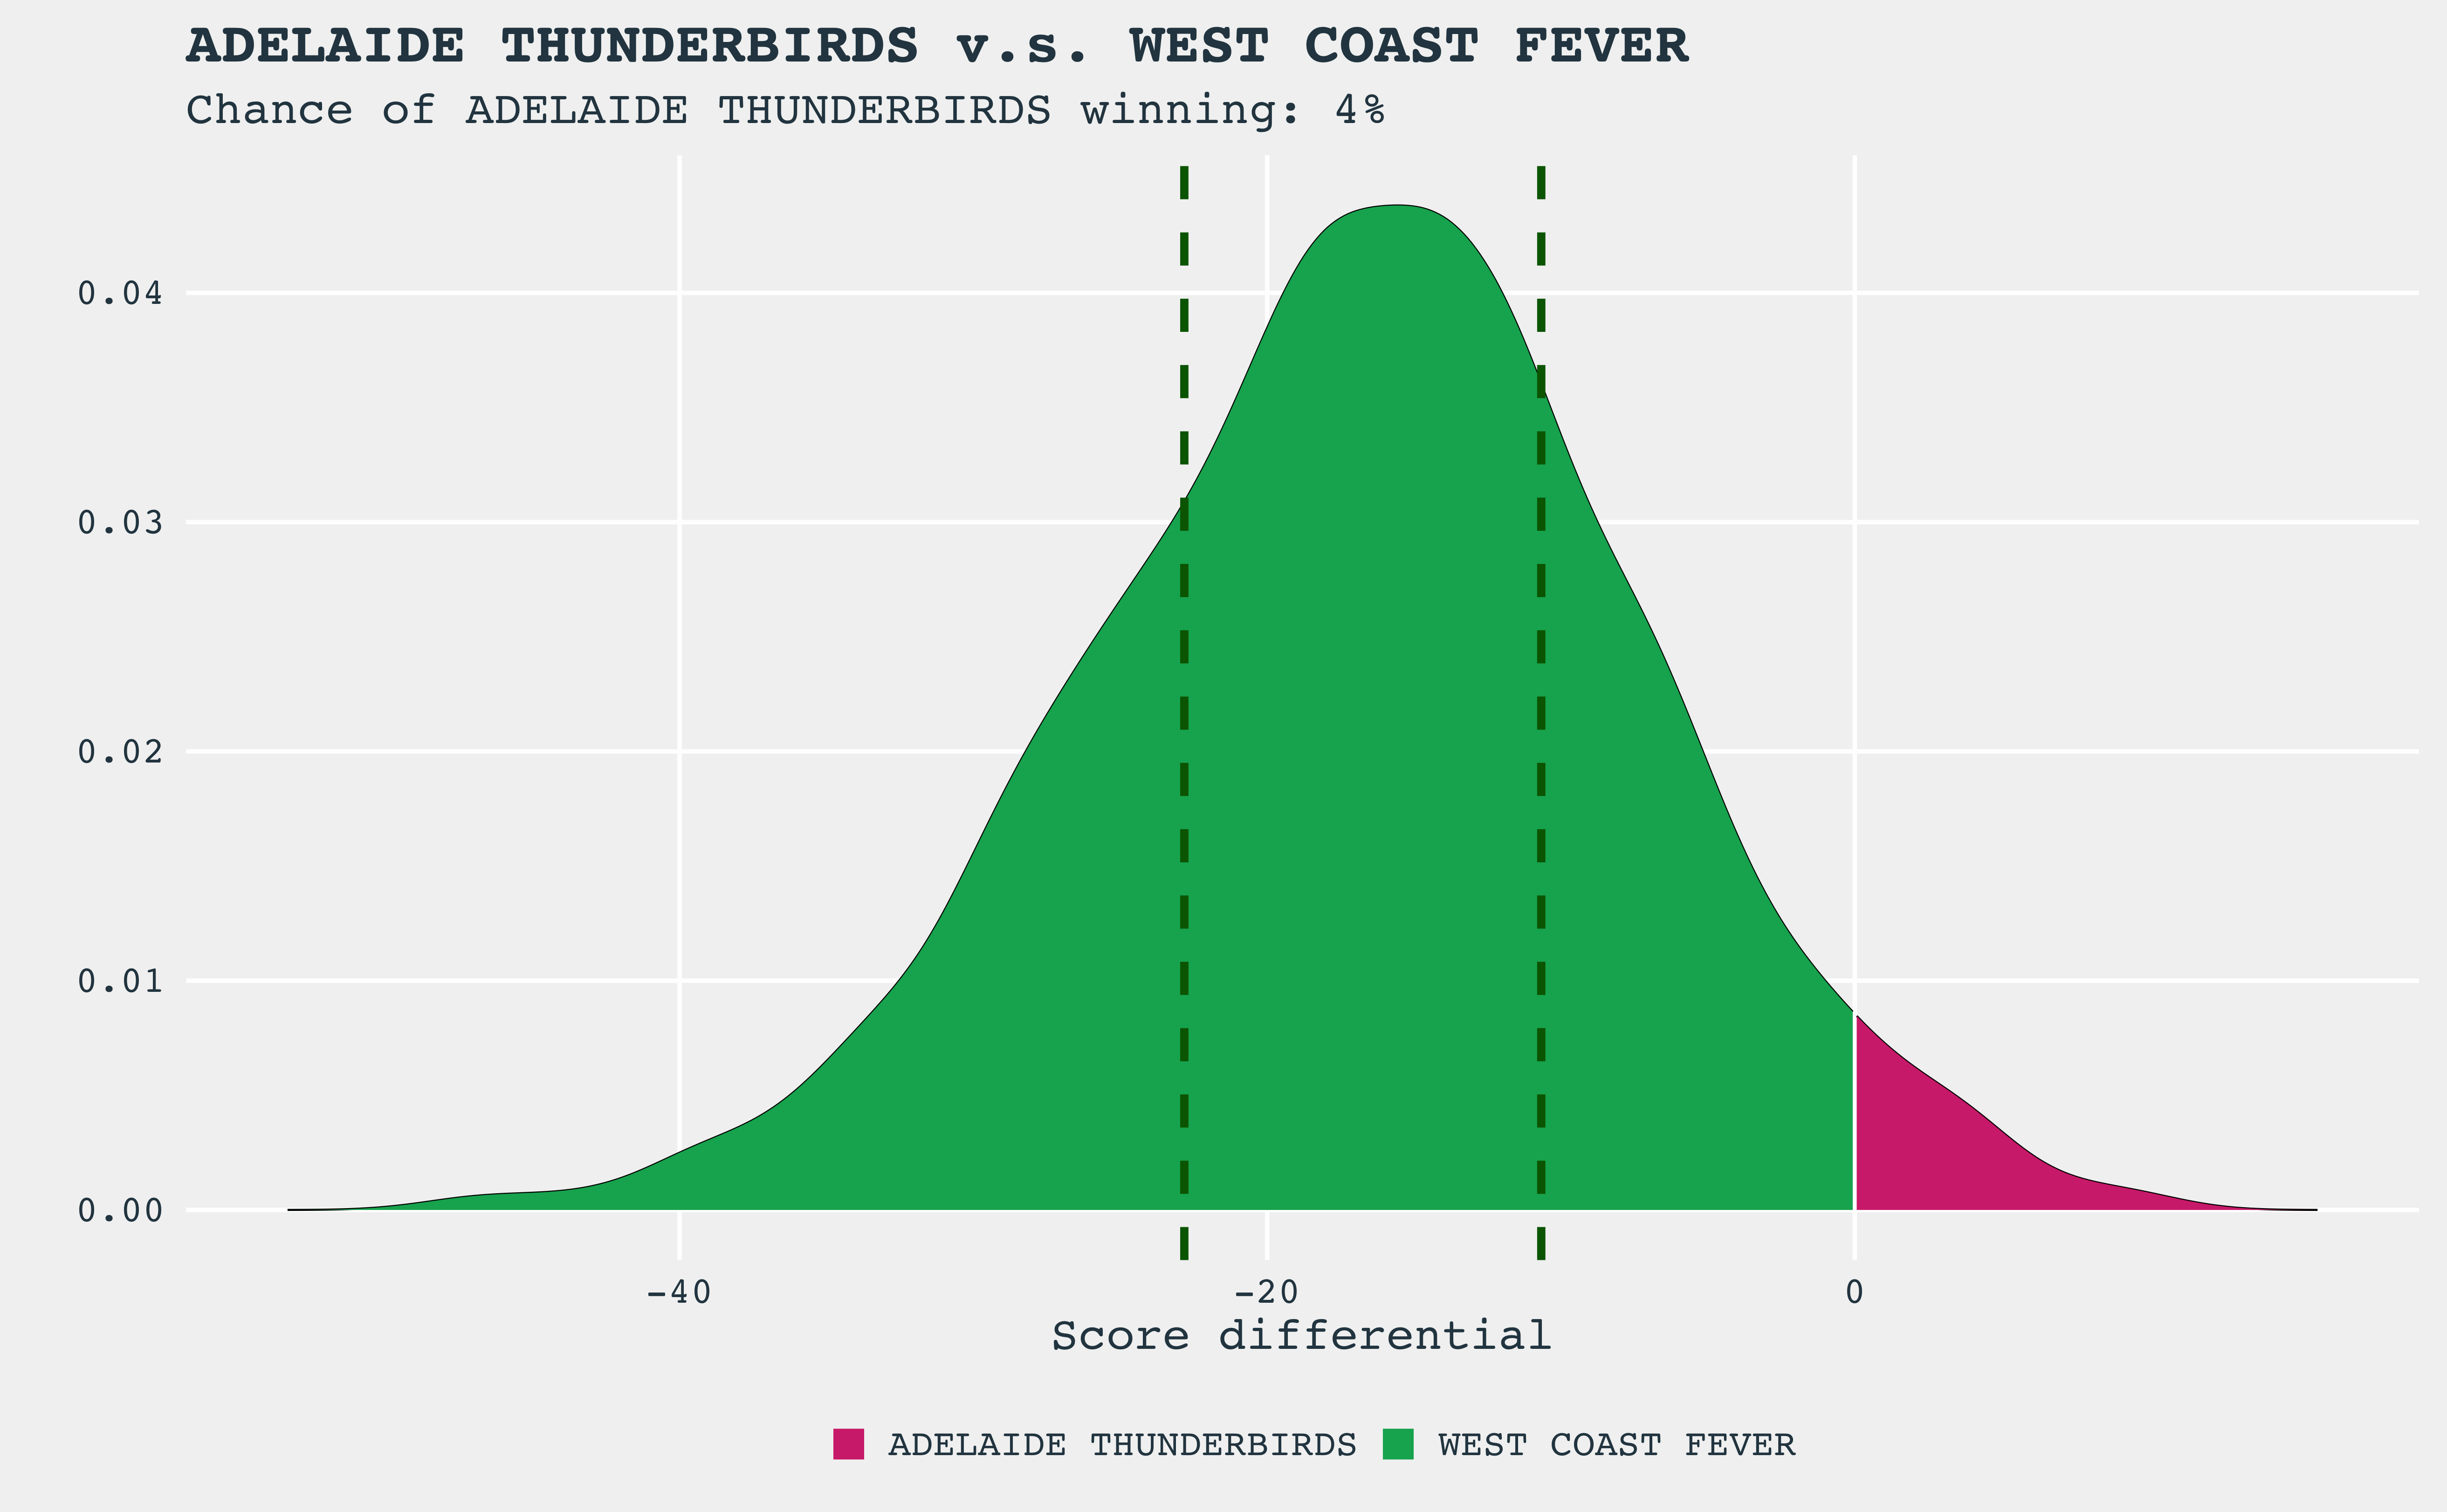 ADELAIDE THUNDERBIRDS v.s. WEST COAST FEVER
Chance of ADELAIDE THUNDERBIRDS winning: 4%
0.04
0.03
0.02
0.01
0.00
-40 -20 0
Score differential
ADELAIDE THUNDERBIRDS WEST COAST FEVER